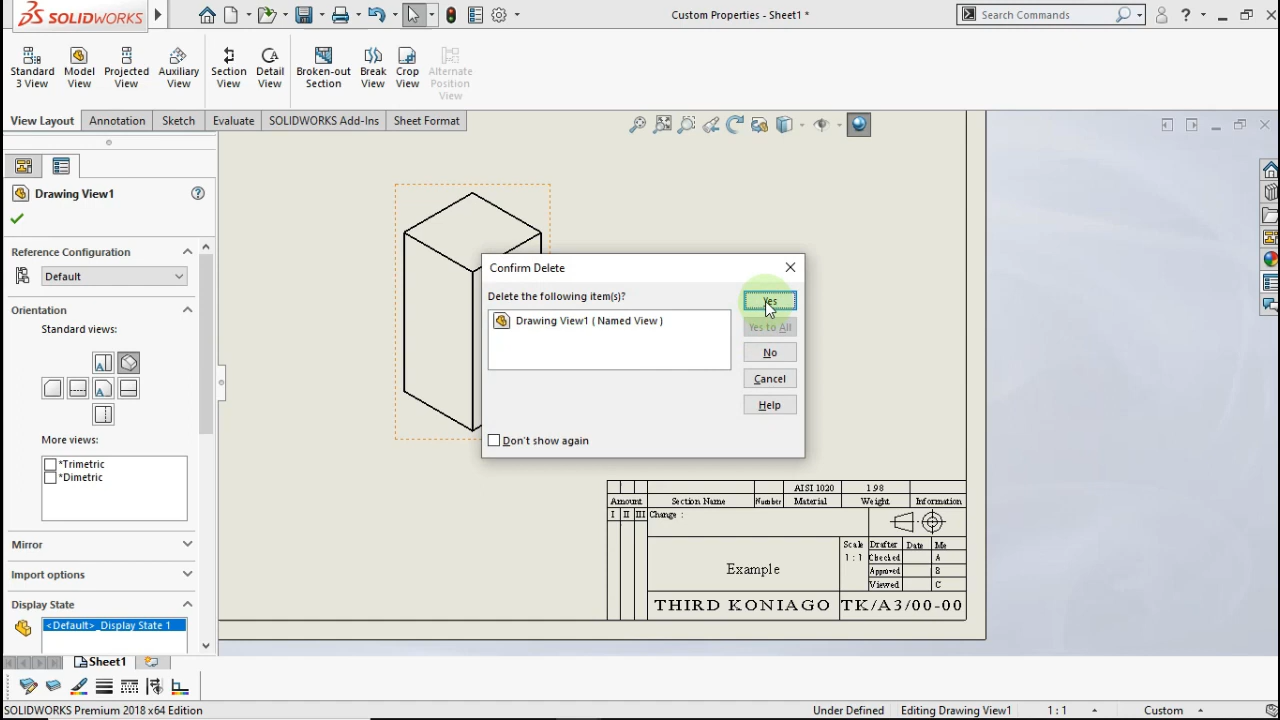 SOLIDWORKS
Custom Properties - Sheet1 *
Search Commands
Standard 3 View
Model View
Projected View
Auxiliary View
Section View
Detail View
Broken-out Section
Break View
Crop View
Alternate Position View
View Layout
Annotation
Sketch
Evaluate
SOLIDWORKS Add-Ins
Sheet Format
Drawing View1
Reference Configuration
Default
Orientation
Standard views:
More views:
*Trimetric
*Dimetric
Mirror
Import options
Display State
<Default>_Display State 1
Confirm Delete
Delete the following item(s)?
Drawing View1 ( Named View )
Yes
Yes to All
No
Cancel
Help
Don't show again
AISI 1020 1.98
Amount Section Name Number Material Weight Information
I II III Change :
Scale Drafter Date Me
1 : 1 Checked A
Example
Approved B
Viewed C
THIRD KONIAGO TK/A3/00-00
Sheet1
SOLIDWORKS Premium 2018 x64 Edition
Under Defined Editing Drawing View1 1 : 1 Custom